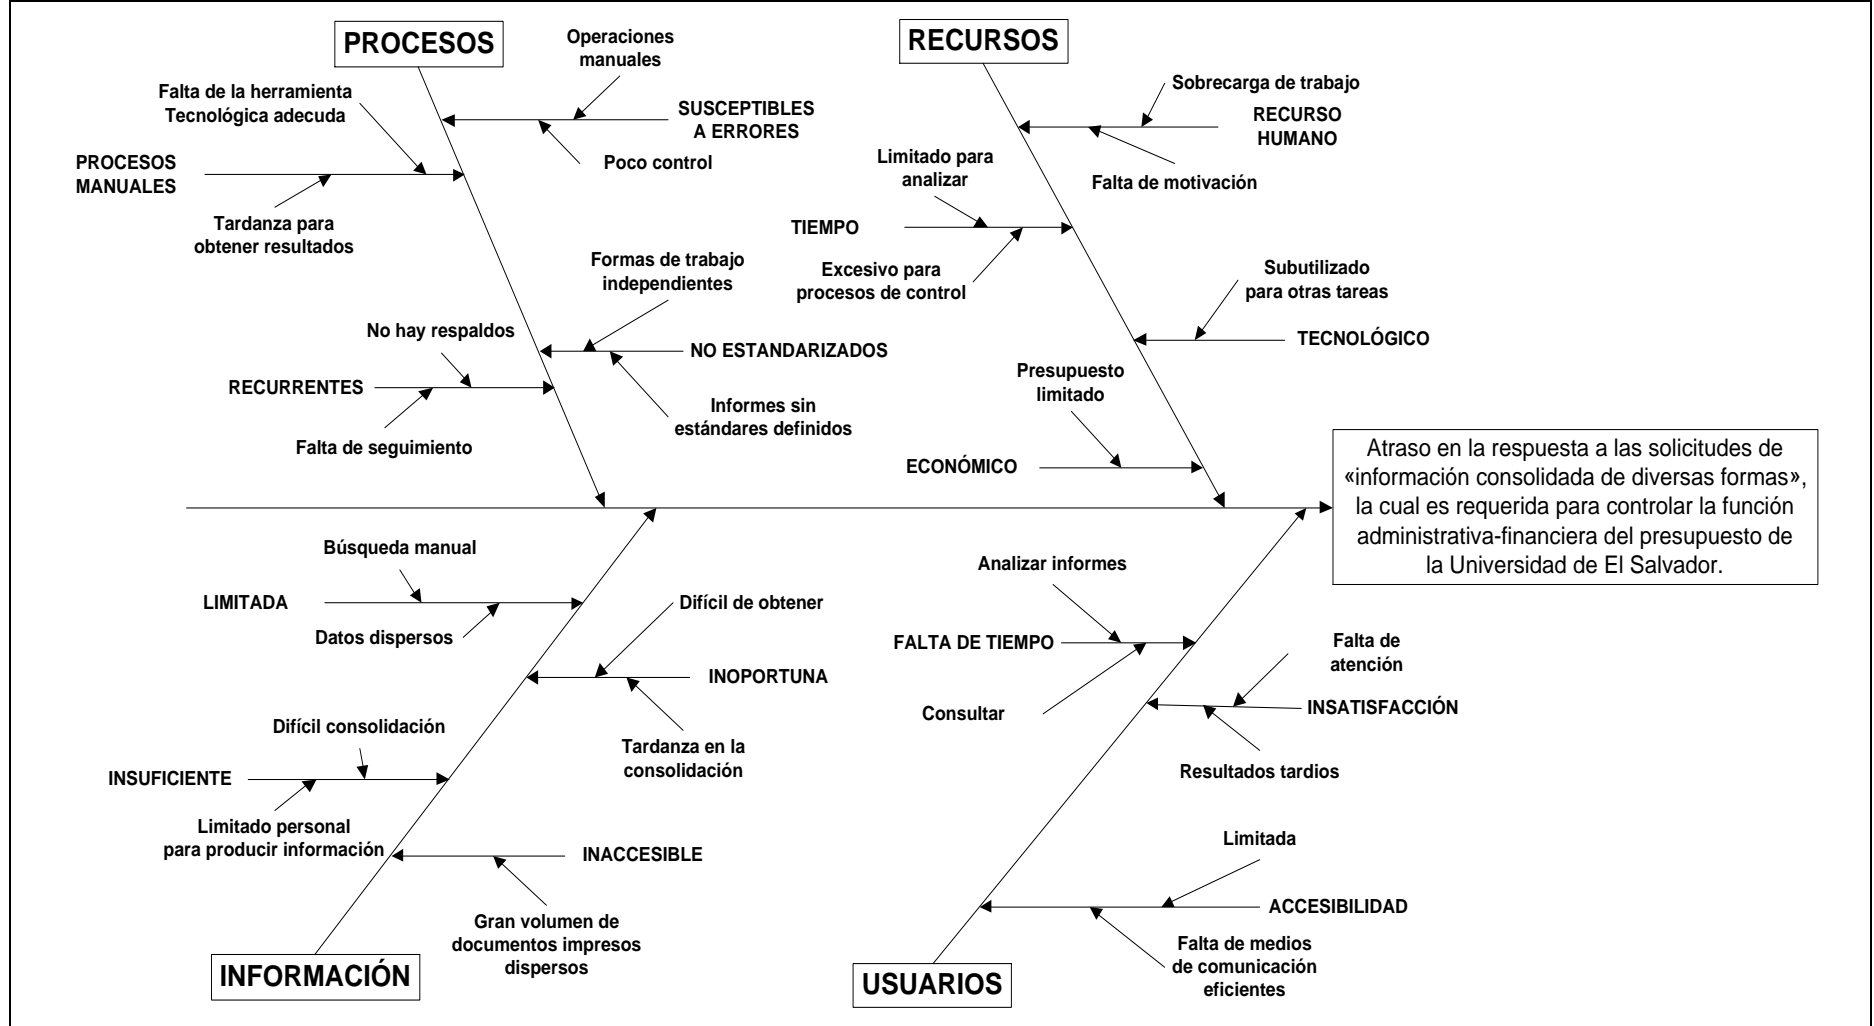 PROCESOS
Operaciones
manuales
Falta de la herramienta
Tecnológica adecuda
SUSCEPTIBLES
A ERRORES
Poco control
PROCESOS
MANUALES
Tardanza para
obtener resultados
Formas de trabajo
independientes
No hay respaldos
NO ESTANDARIZADOS
RECURRENTES
Informes sin
estándares definidos
Falta de seguimiento
RECURSOS
Sobrecarga de trabajo
RECURSO
HUMANO
Limitado para
analizar
Falta de motivación
TIEMPO
Excesivo para
procesos de control
Subutilizado
para otras tareas
TECNOLÓGICO
Presupuesto
limitado
ECONÓMICO
Atraso en la respuesta a las solicitudes de
«información consolidada de diversas formas»,
la cual es requerida para controlar la función
administrativa-financiera del presupuesto de
la Universidad de El Salvador.
Búsqueda manual
LIMITADA
Datos dispersos
Difícil de obtener
INOPORTUNA
Tardanza en la
consolidación
Difícil consolidación
INSUFICIENTE
Limitado personal
para producir información
INACCESIBLE
Gran volumen de
documentos impresos
dispersos
INFORMACIÓN
Analizar informes
FALTA DE TIEMPO
Consultar
Falta de
atención
INSATISFACCIÓN
Resultados tardios
Limitada
ACCESIBILIDAD
Falta de medios
de comunicación
eficientes
USUARIOS